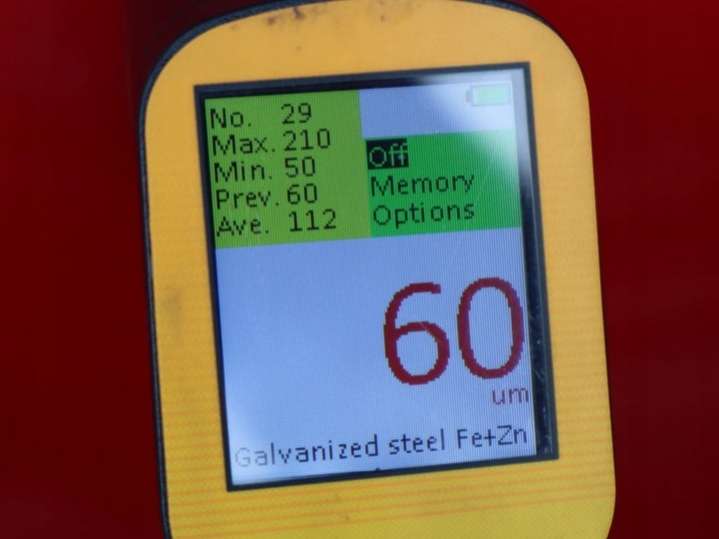 No. 29
Max. 210
Min. 50
Prev. 60
Ave. 112
Off
Memory
Options
60
um
Galvanized steel Fe+Zn